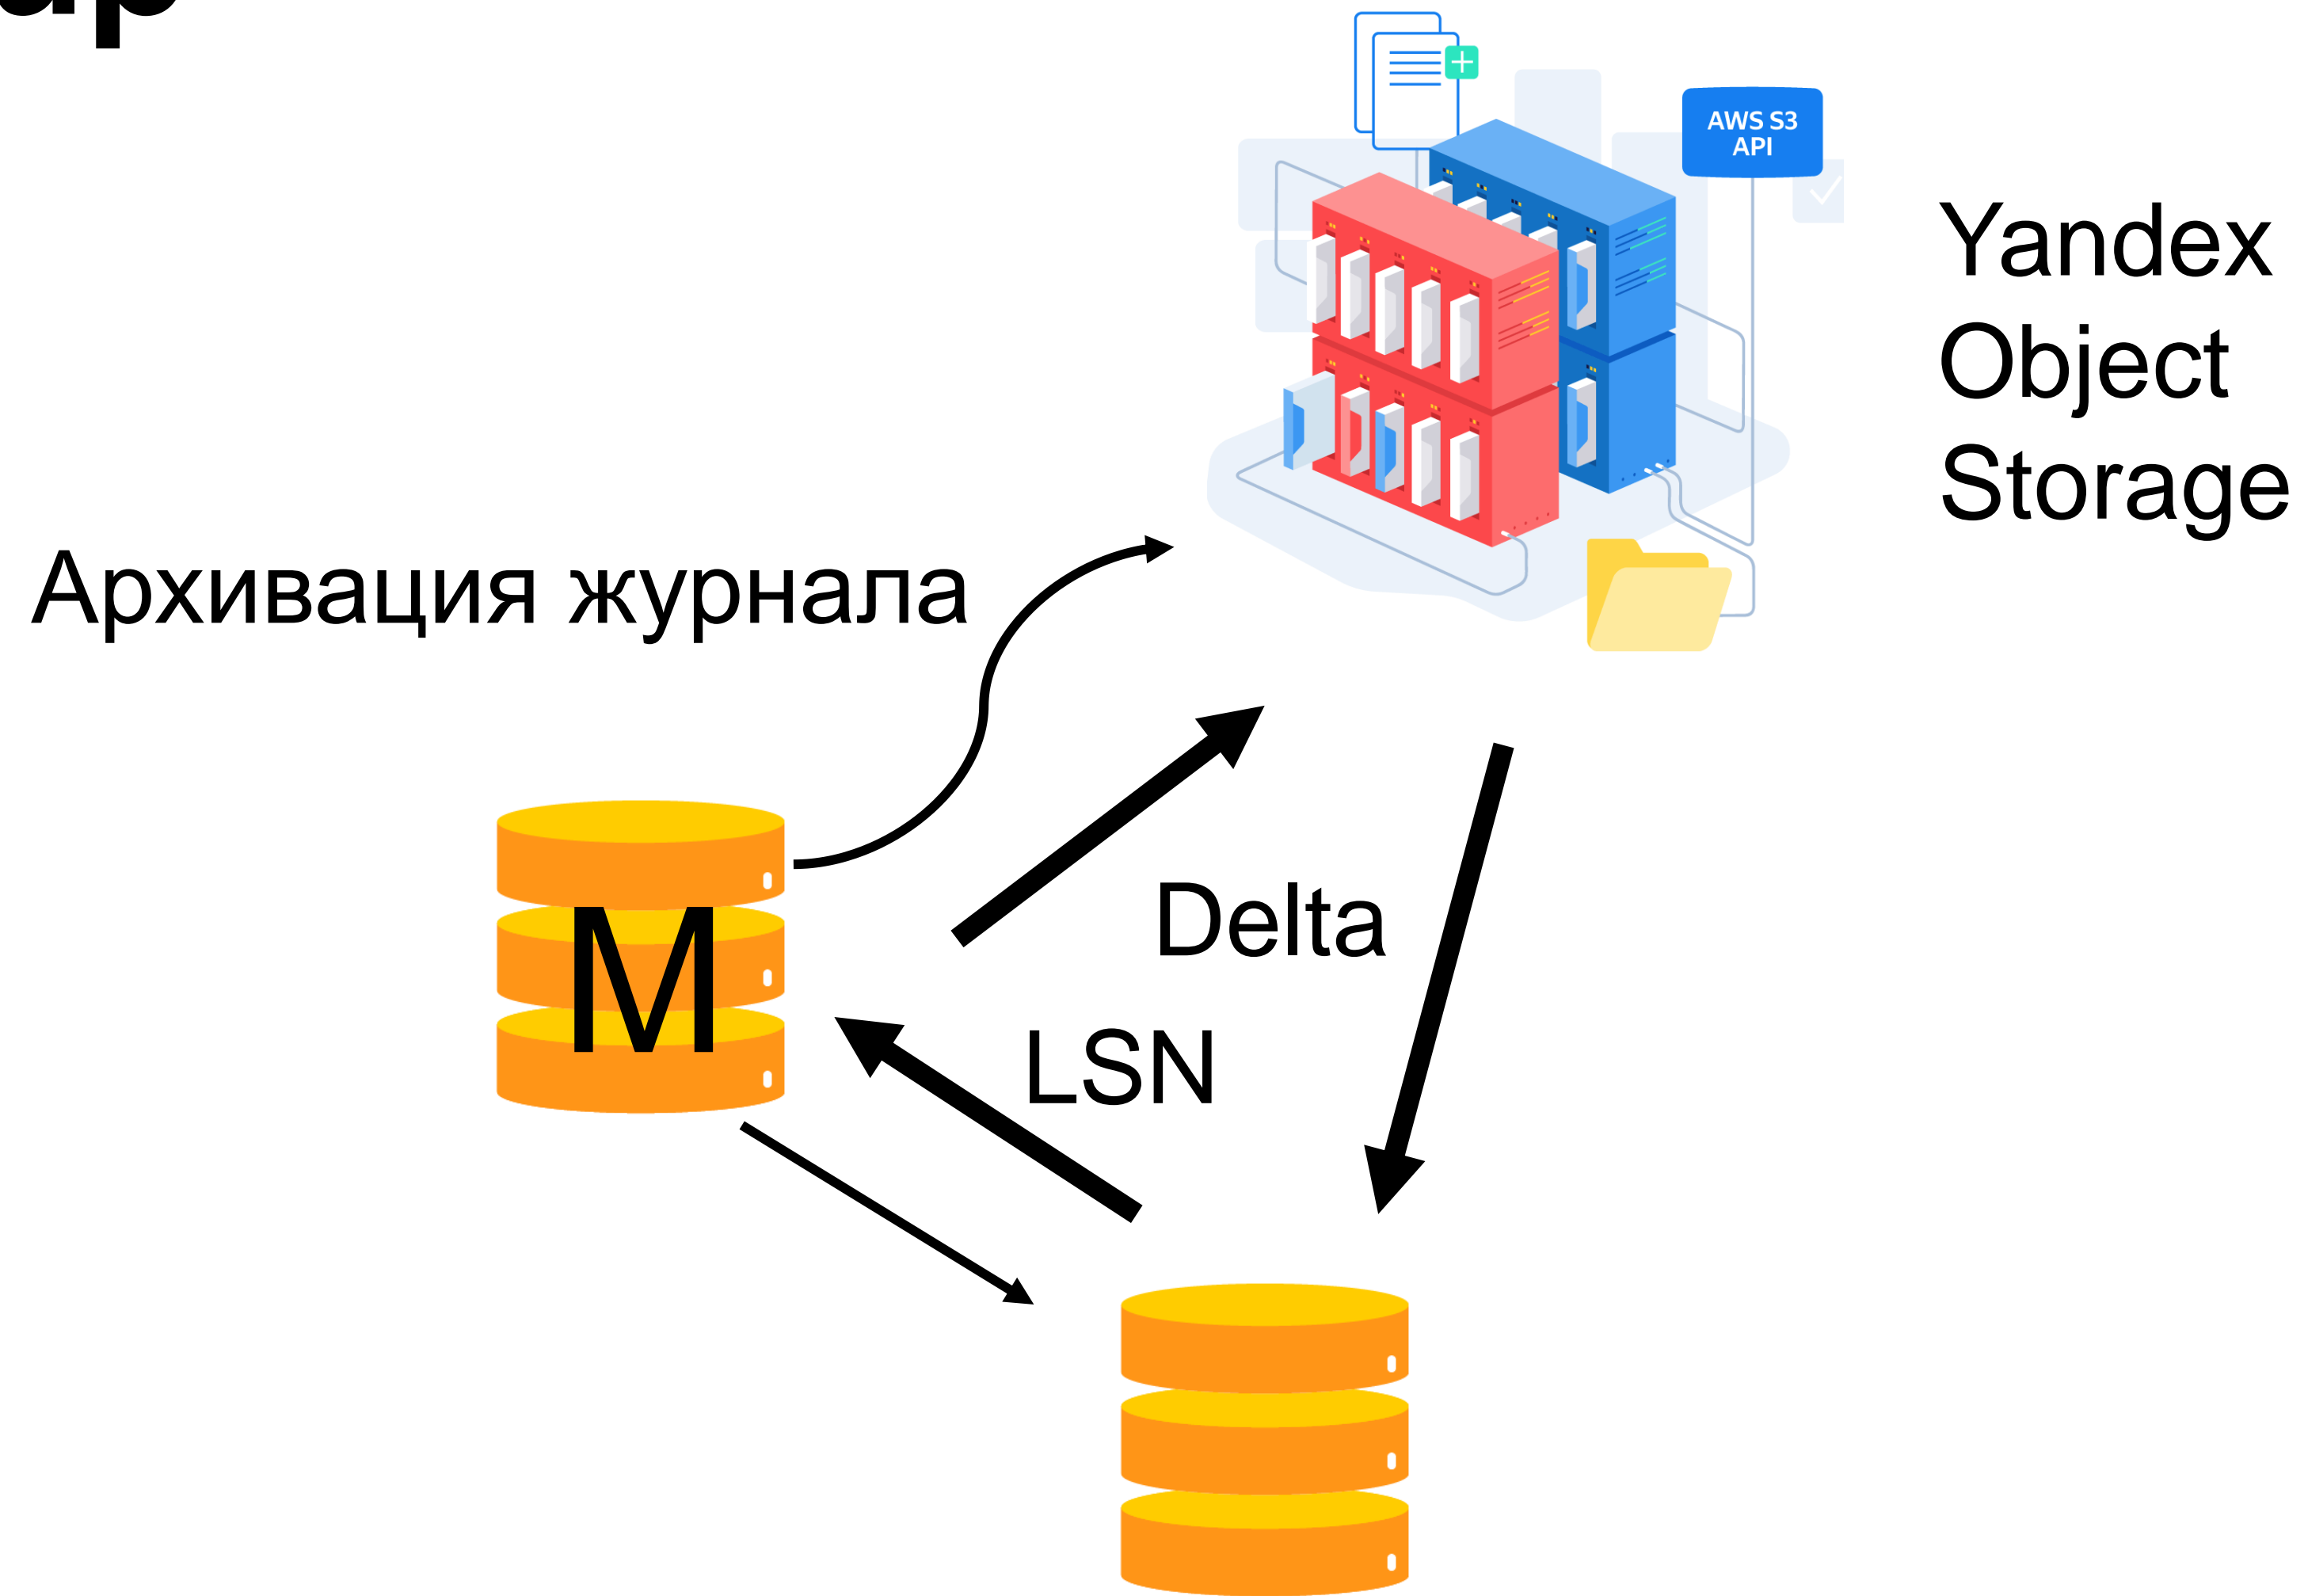 AWS S3
API
Yandex
Object
Storage
Архивация журнала
Delta
M
LSN